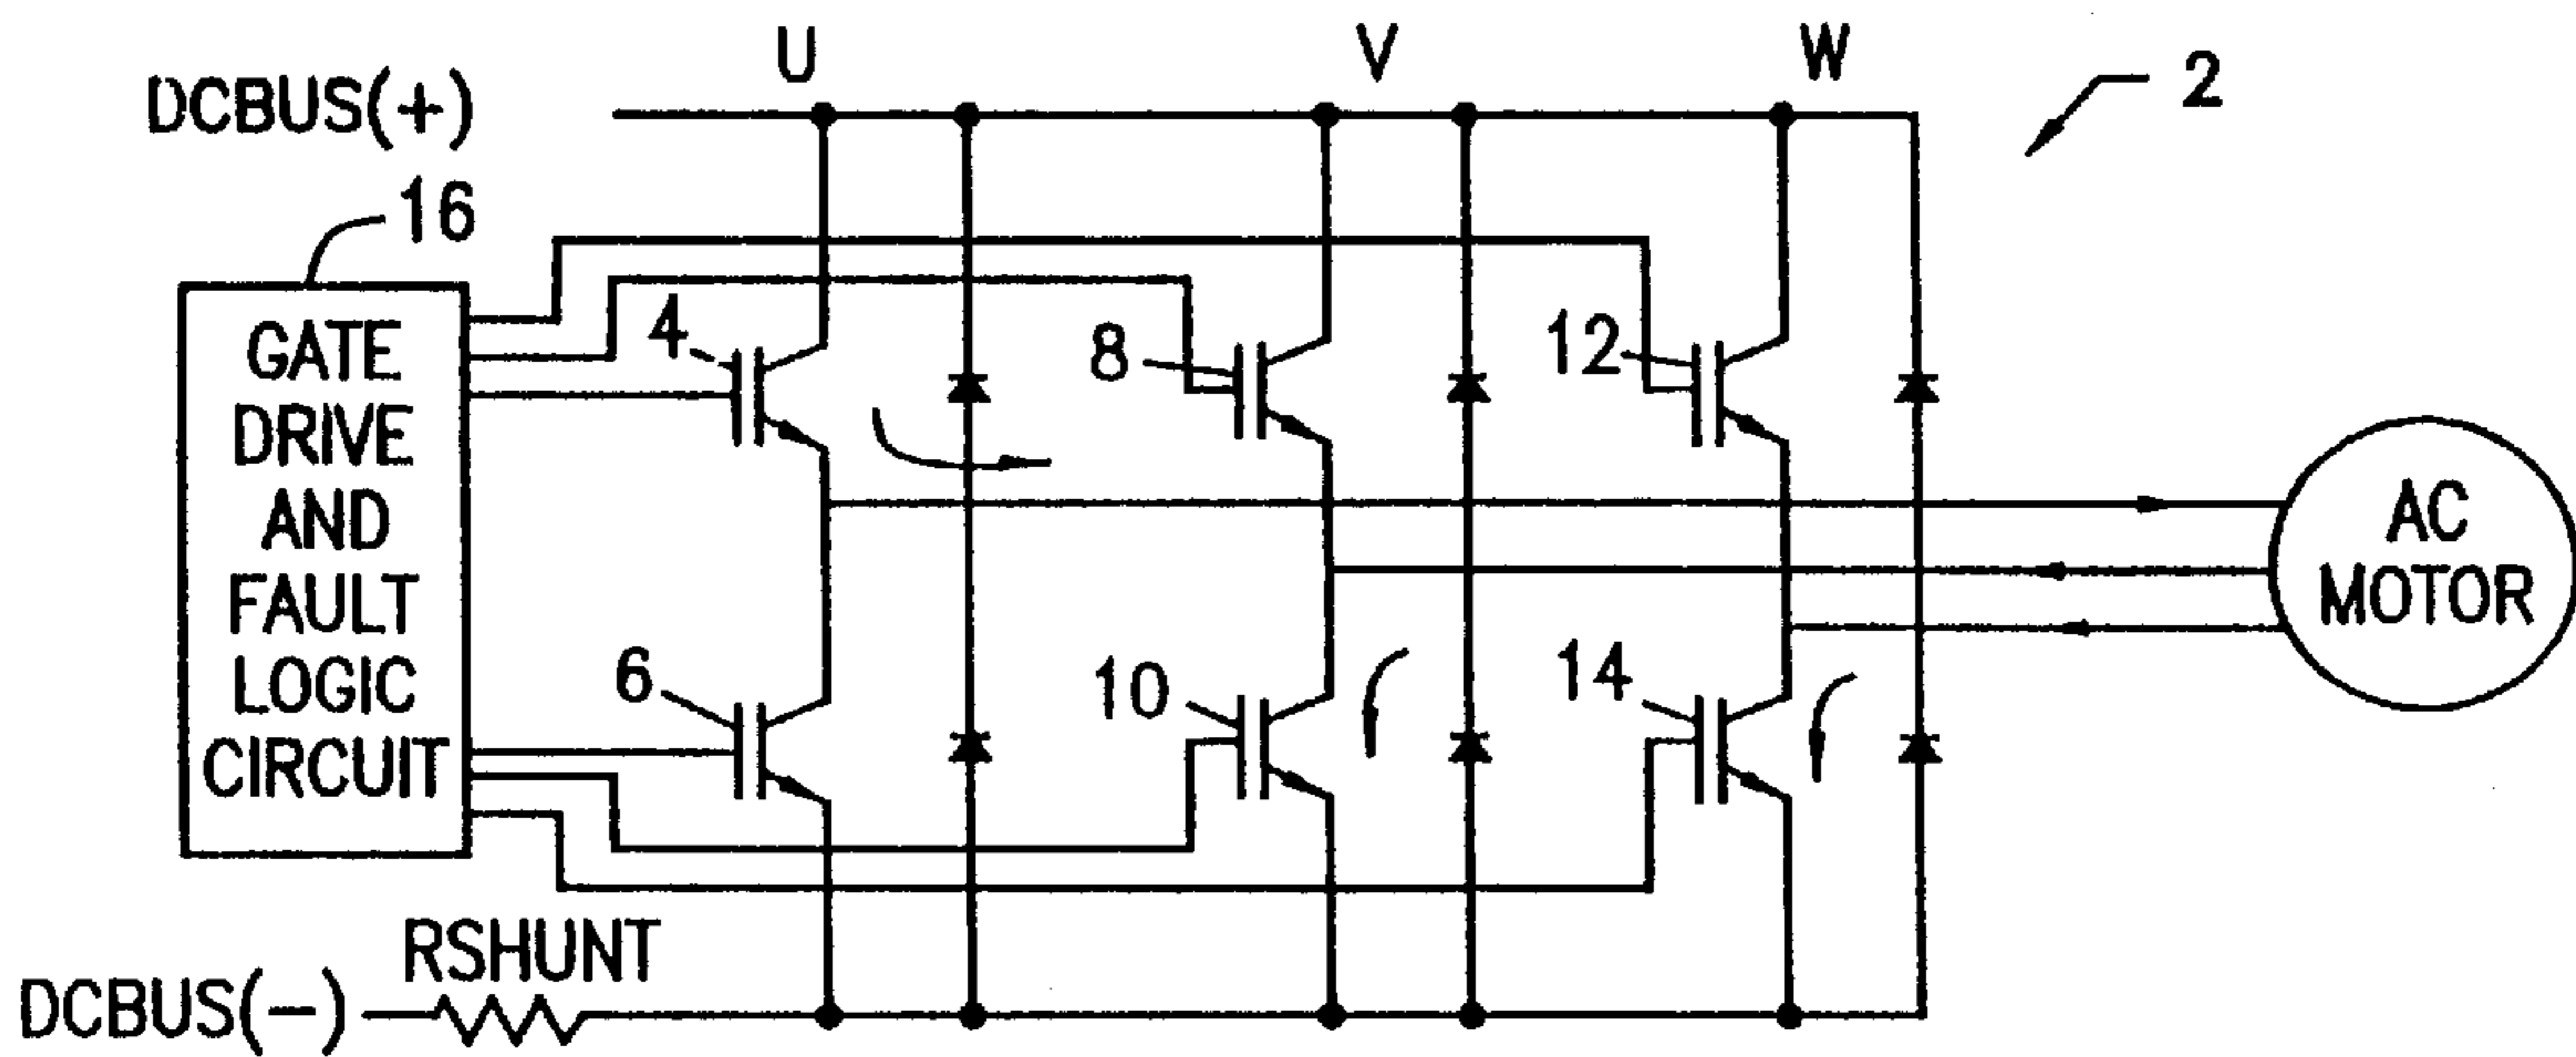 U
V
W
2
DCBUS(+)
16
GATE
DRIVE
AND
FAULT
LOGIC
CIRCUIT
4
8
12
AC
MOTOR
6
10
14
RSHUNT
DCBUS(−)